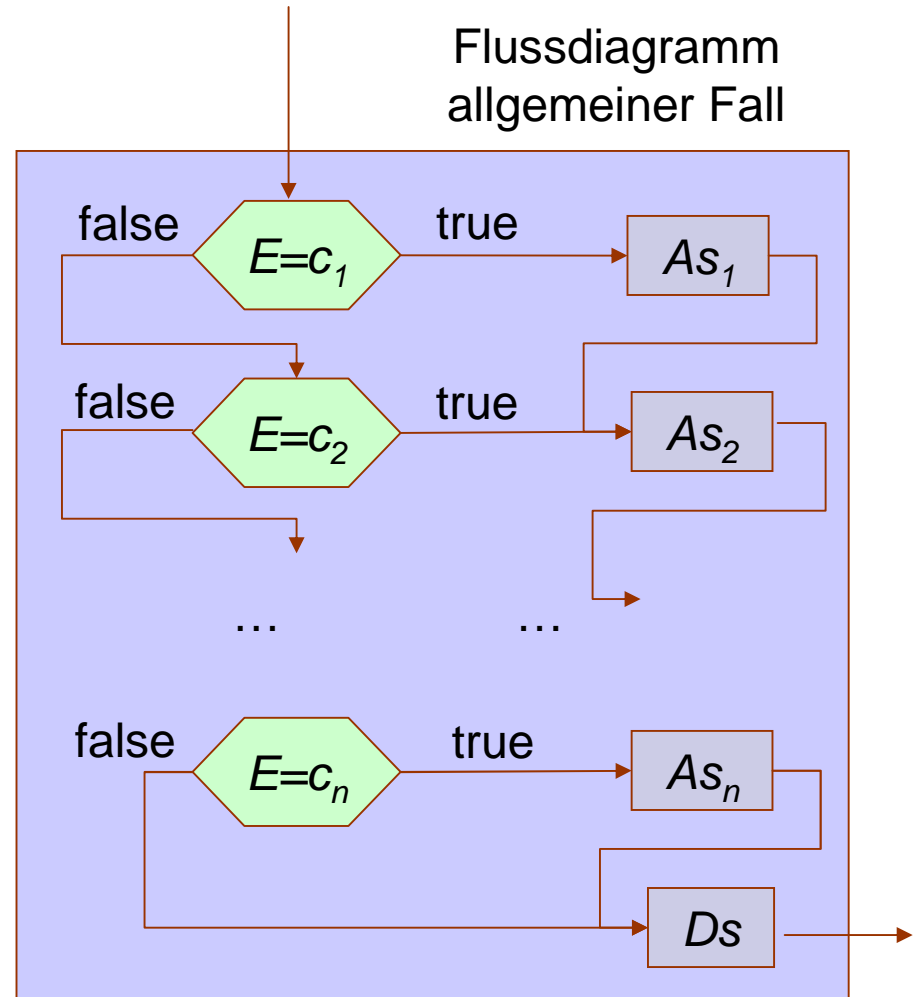 Flussdiagramm
allgemeiner Fall
false E=c₁ true As₁
false E=c₂ true As₂
… …
false E=cₙ true Asₙ
Ds